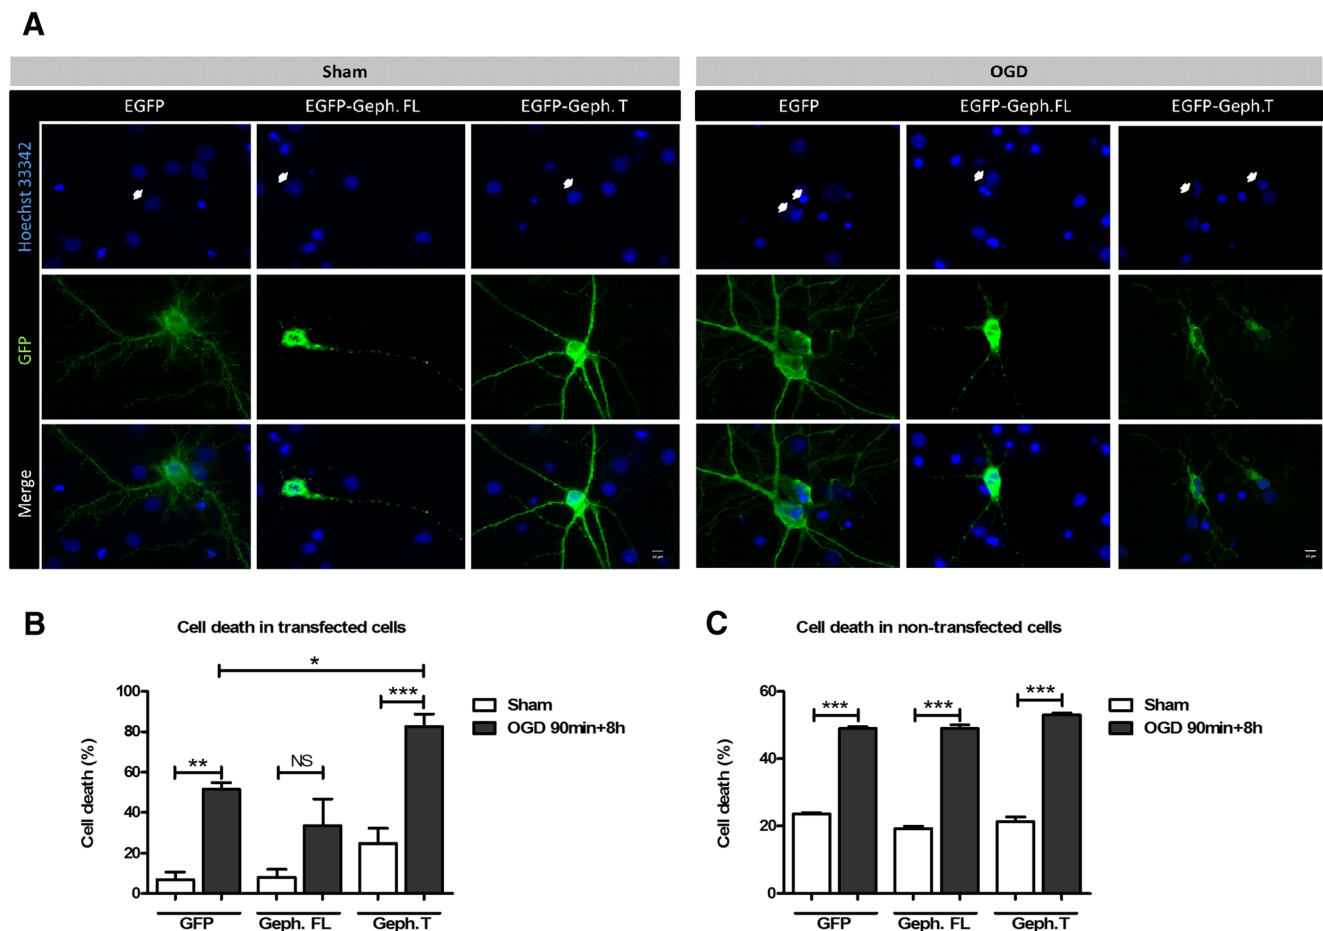 A
Sham
OGD
EGFP EGFP-Geph. FL EGFP-Geph. T
EGFP EGFP-Geph.FL EGFP-Geph.T
Hoechst 33342
GFP
Merge
B
Cell death in transfected cells
*
**
NS
***
Cell death (%)
100
80
60
40
20
0
GFP Geph. FL Geph.T
Sham
OGD 90min+8h
C
Cell death in non-transfected cells
*** *** ***
Cell death (%)
60
40
20
0
GFP Geph. FL Geph.T
Sham
OGD 90min+8h